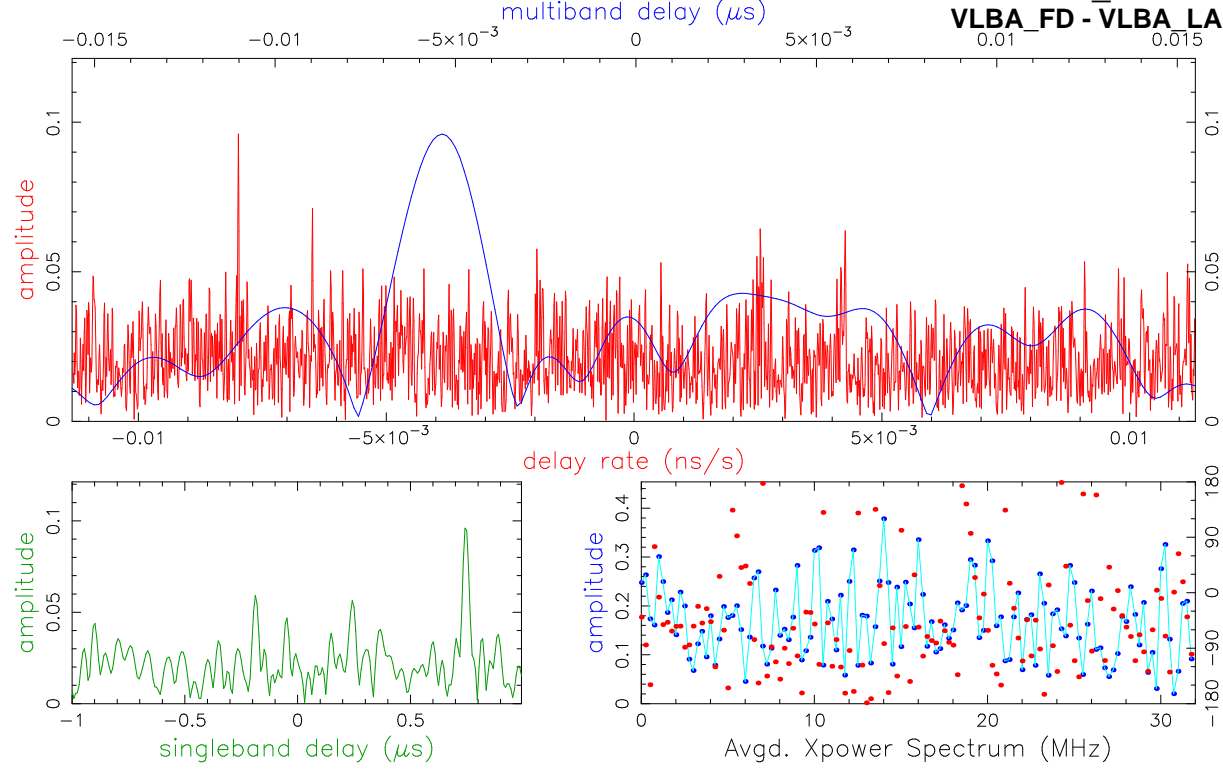 multiband delay (μs)
VLBA_FD - VLBA_LA
−0.015 −0.01 −5×10⁻³ 0 5×10⁻³ 0.01 0.015
amplitude
0 0.05 0.1
0 0.05 0.1
−0.01 −5×10⁻³ 0 5×10⁻³ 0.01
delay rate (ns/s)
amplitude
0 0.05 0.1
−1 −0.5 0 0.5
singleband delay (μs)
amplitude
0 0.1 0.2 0.3 0.4
−180 −90 0 90 180
0 10 20 30
Avgd. Xpower Spectrum (MHz)